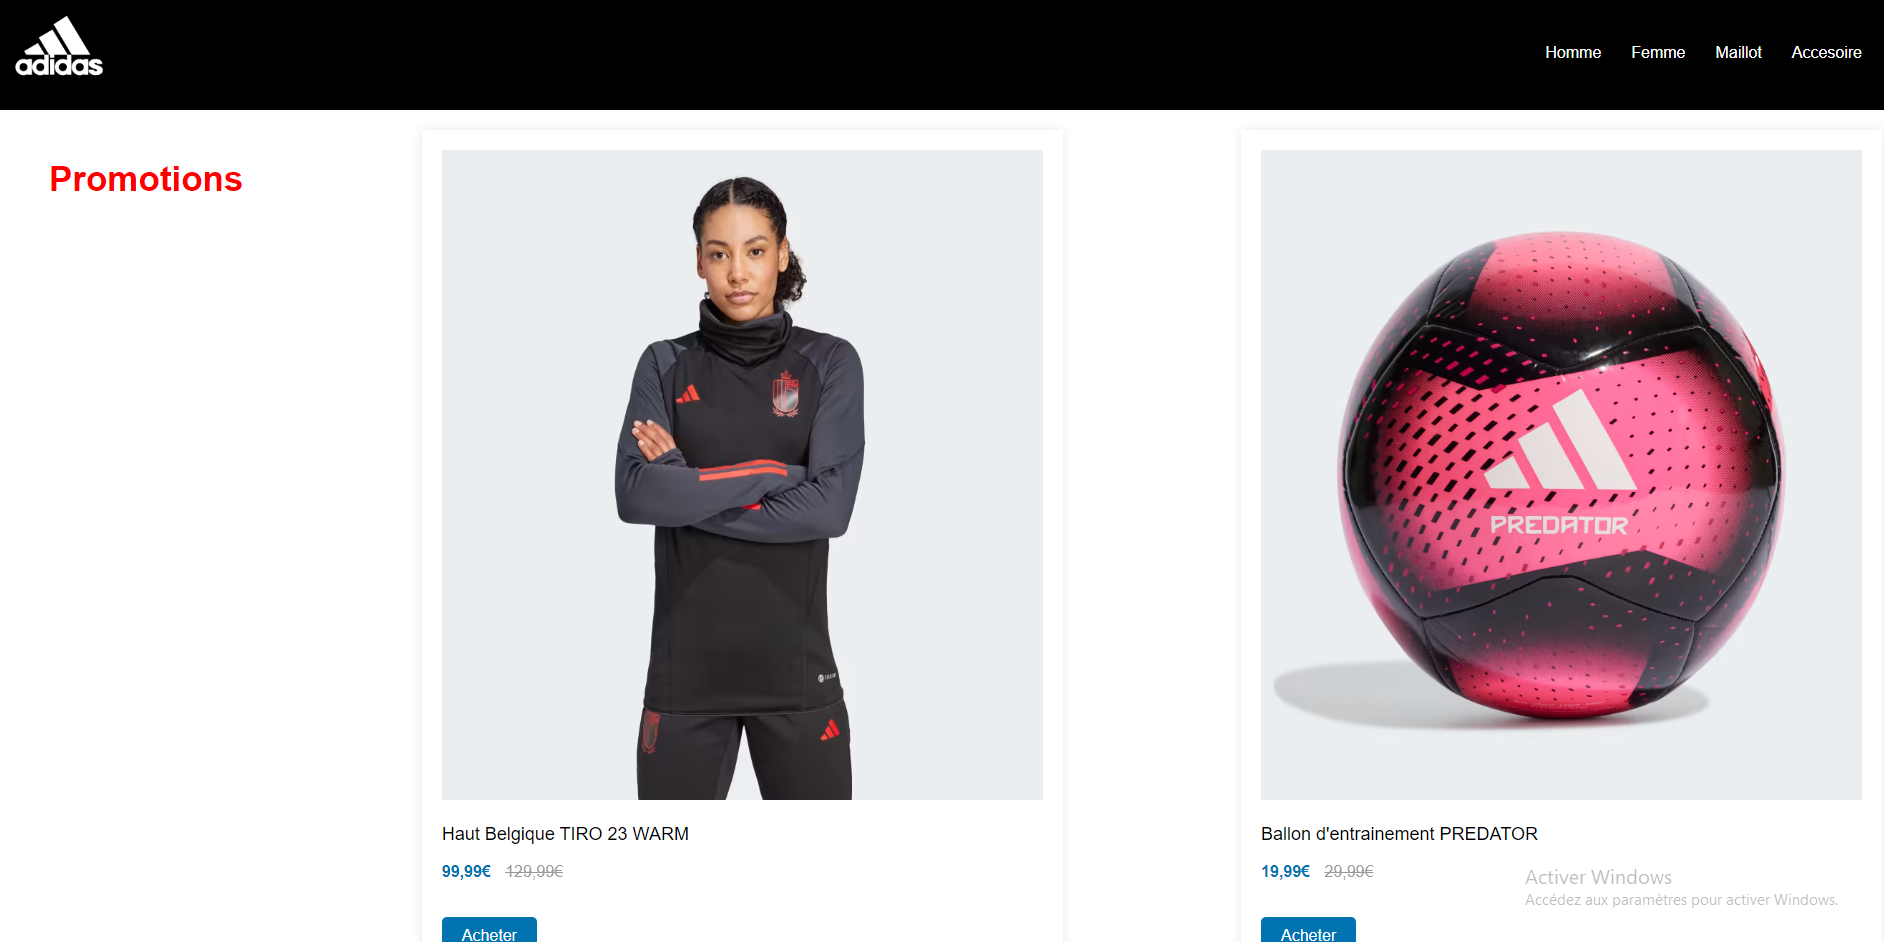 adidas
Homme Femme Maillot Accesoire
Promotions
PREDATOR
Haut Belgique TIRO 23 WARM
99,99€ 129,99€
Acheter
Ballon d'entrainement PREDATOR
19,99€ 29,99€
Acheter
Activer Windows
Accédez aux paramètres pour activer Windows.